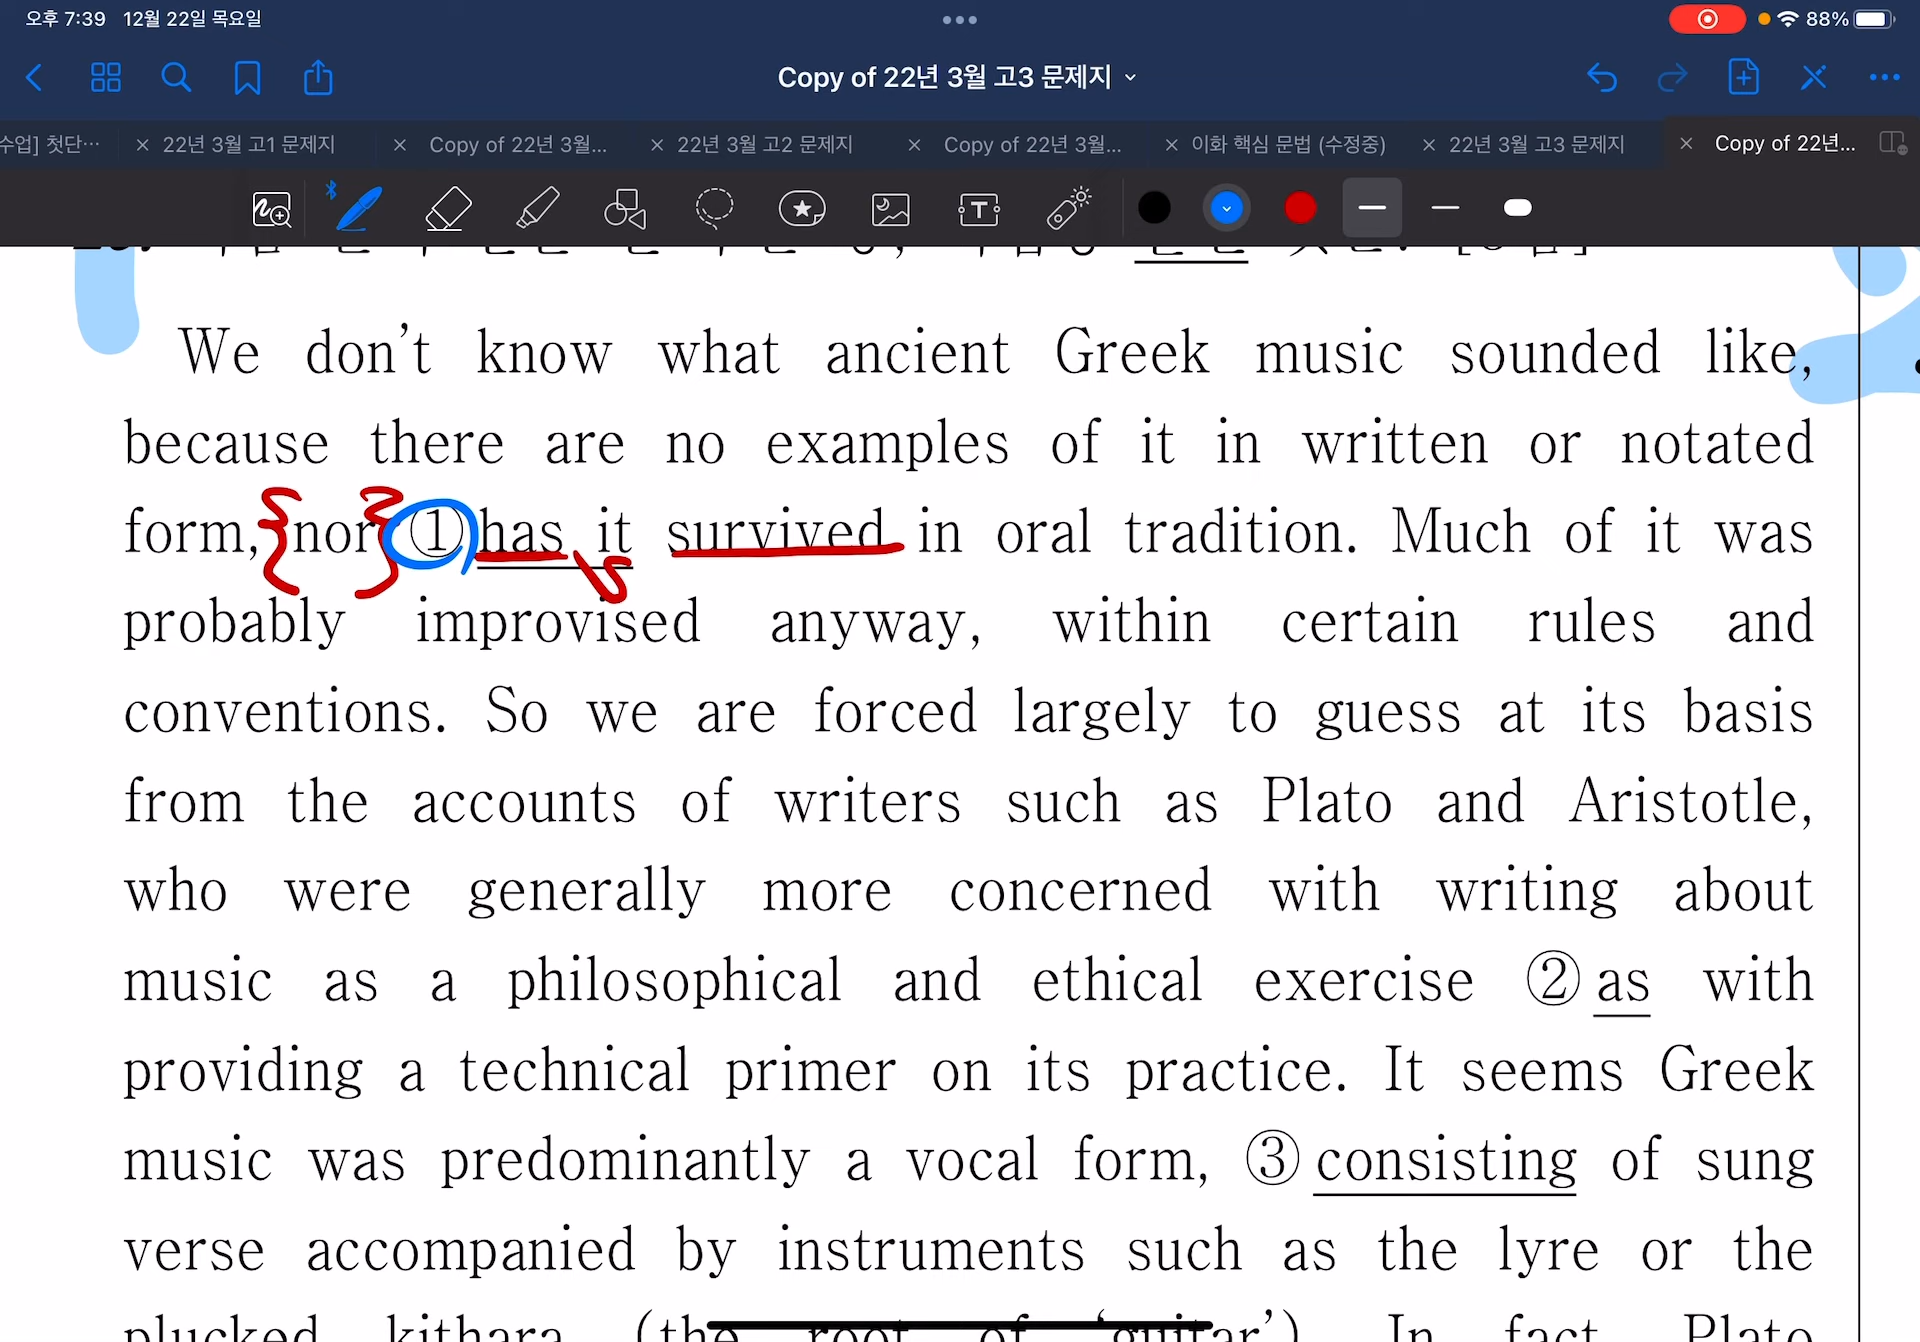 오후 7:39 12월 22일 목요일
88%
Copy of 22년 3월 고3 문제지
수업] 첫단… × 22년 3월 고1 문제지 × Copy of 22년 3월... × 22년 3월 고2 문제지 × Copy of 22년 3월... × 이화 핵심 문법 (수정중) × 22년 3월 고3 문제지 × Copy of 22년...
We don't know what ancient Greek music sounded like,
because there are no examples of it in written or notated
form, {nor} ① has it survived in oral tradition. Much of it was
S
probably improvised anyway, within certain rules and
conventions. So we are forced largely to guess at its basis
from the accounts of writers such as Plato and Aristotle,
who were generally more concerned with writing about
music as a philosophical and ethical exercise ② as with
providing a technical primer on its practice. It seems Greek
music was predominantly a vocal form, ③ consisting of sung
verse accompanied by instruments such as the lyre or the
plucked kithara (the root of ‘guitar’). In fact Plato